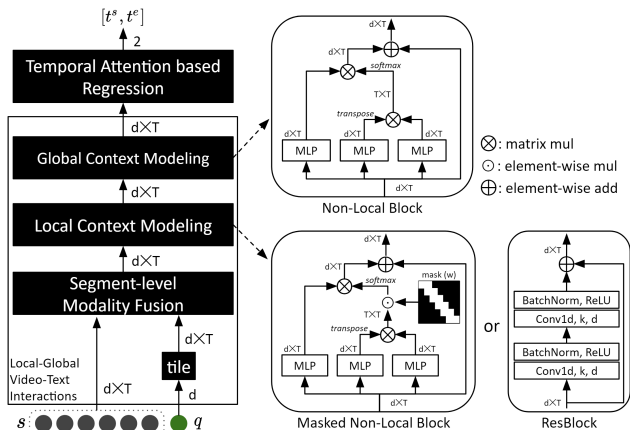 [tˢ, tᵉ]
2
Temporal Attention based
Regression
d×T
Global Context Modeling
d×T
Local Context Modeling
d×T
Segment-level
Modality Fusion
d×T
tile
Local-Global
Video-Text
Interactions
d×T
d
s
q
d×T
d×T
softmax
T×T
transpose
d×T
d×T
d×T
MLP
MLP
MLP
d×T
Non-Local Block
⊗: matrix mul
⊙: element-wise mul
⊕: element-wise add
d×T
d×T
mask (w)
softmax
T×T
transpose
d×T
d×T
d×T
MLP
MLP
MLP
d×T
Masked Non-Local Block
or
d×T
BatchNorm, ReLU
Conv1d, k, d
BatchNorm, ReLU
Conv1d, k, d
d×T
ResBlock